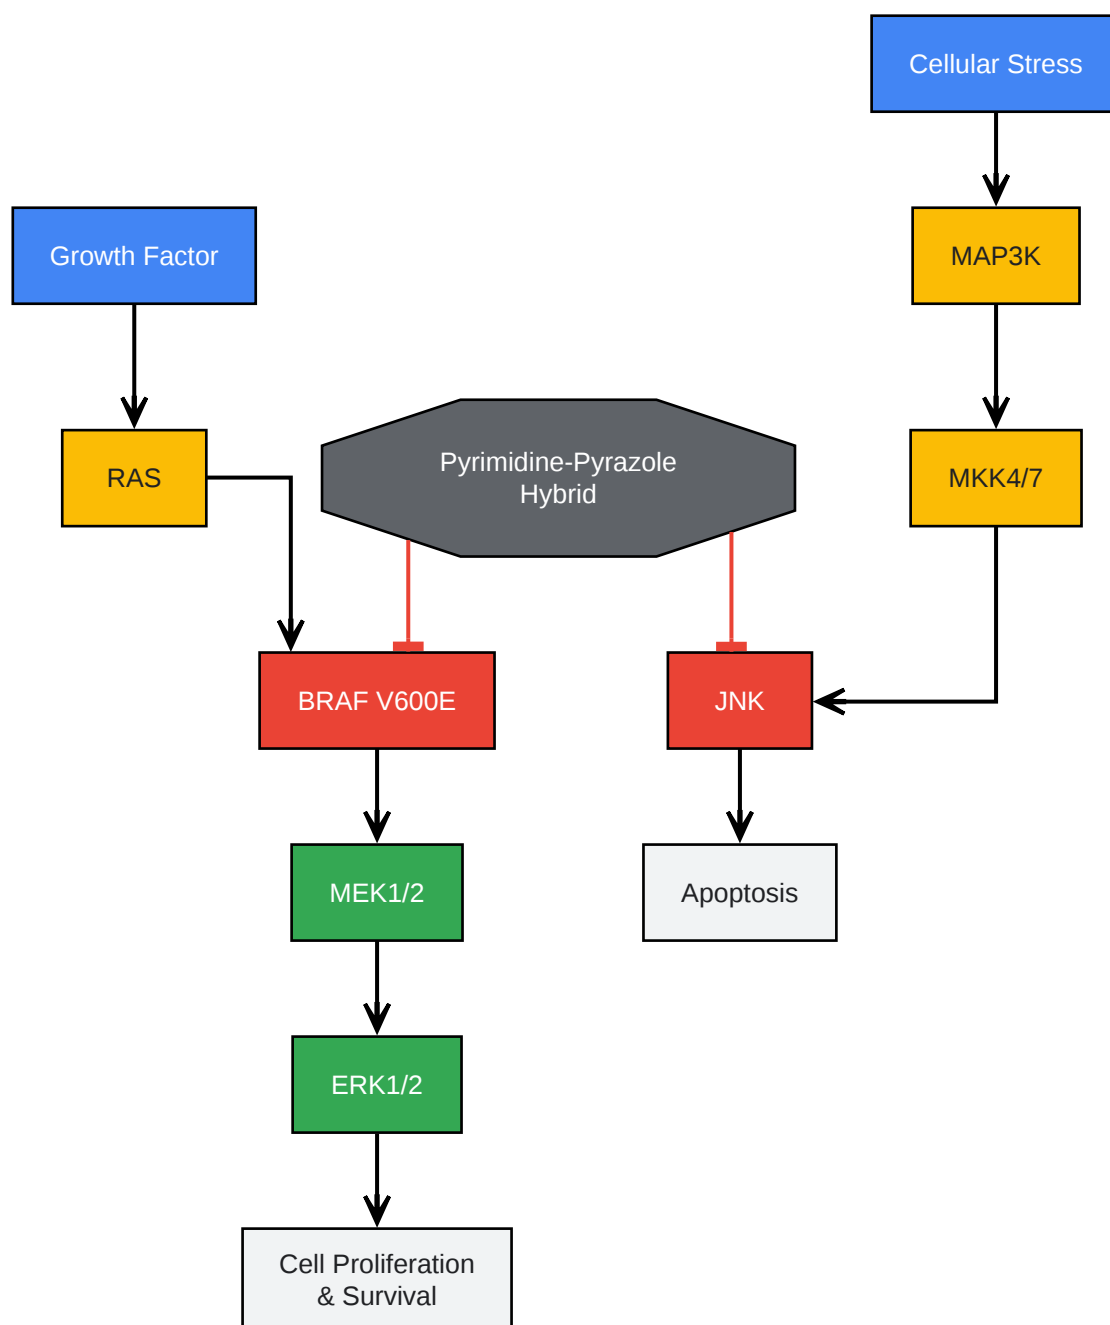 Cellular Stress
Growth Factor
MAP3K
RAS
Pyrimidine-Pyrazole
Hybrid
MKK4/7
BRAF V600E
JNK
MEK1/2
Apoptosis
ERK1/2
Cell Proliferation
& Survival